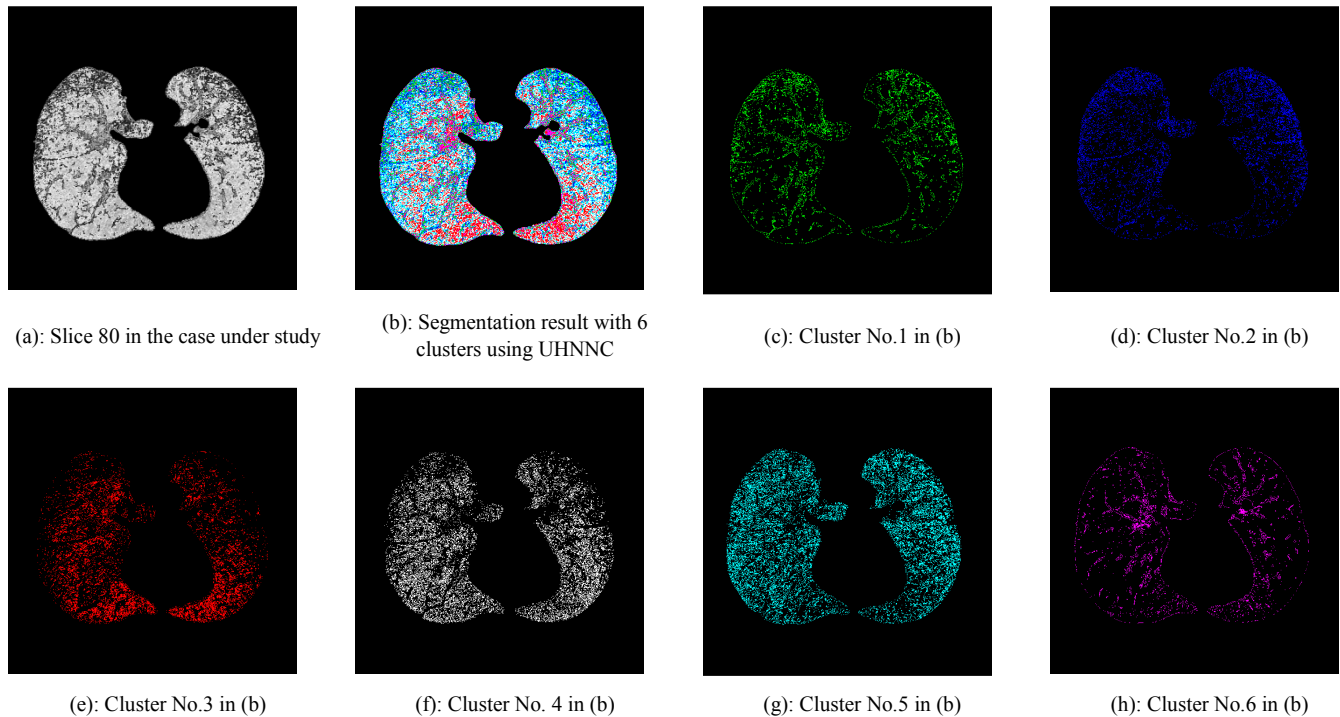 (a): Slice 80 in the case under study
(b): Segmentation result with 6
clusters using UHNNC
(c): Cluster No.1 in (b)
(d): Cluster No.2 in (b)
(e): Cluster No.3 in (b)
(f): Cluster No. 4 in (b)
(g): Cluster No.5 in (b)
(h): Cluster No.6 in (b)